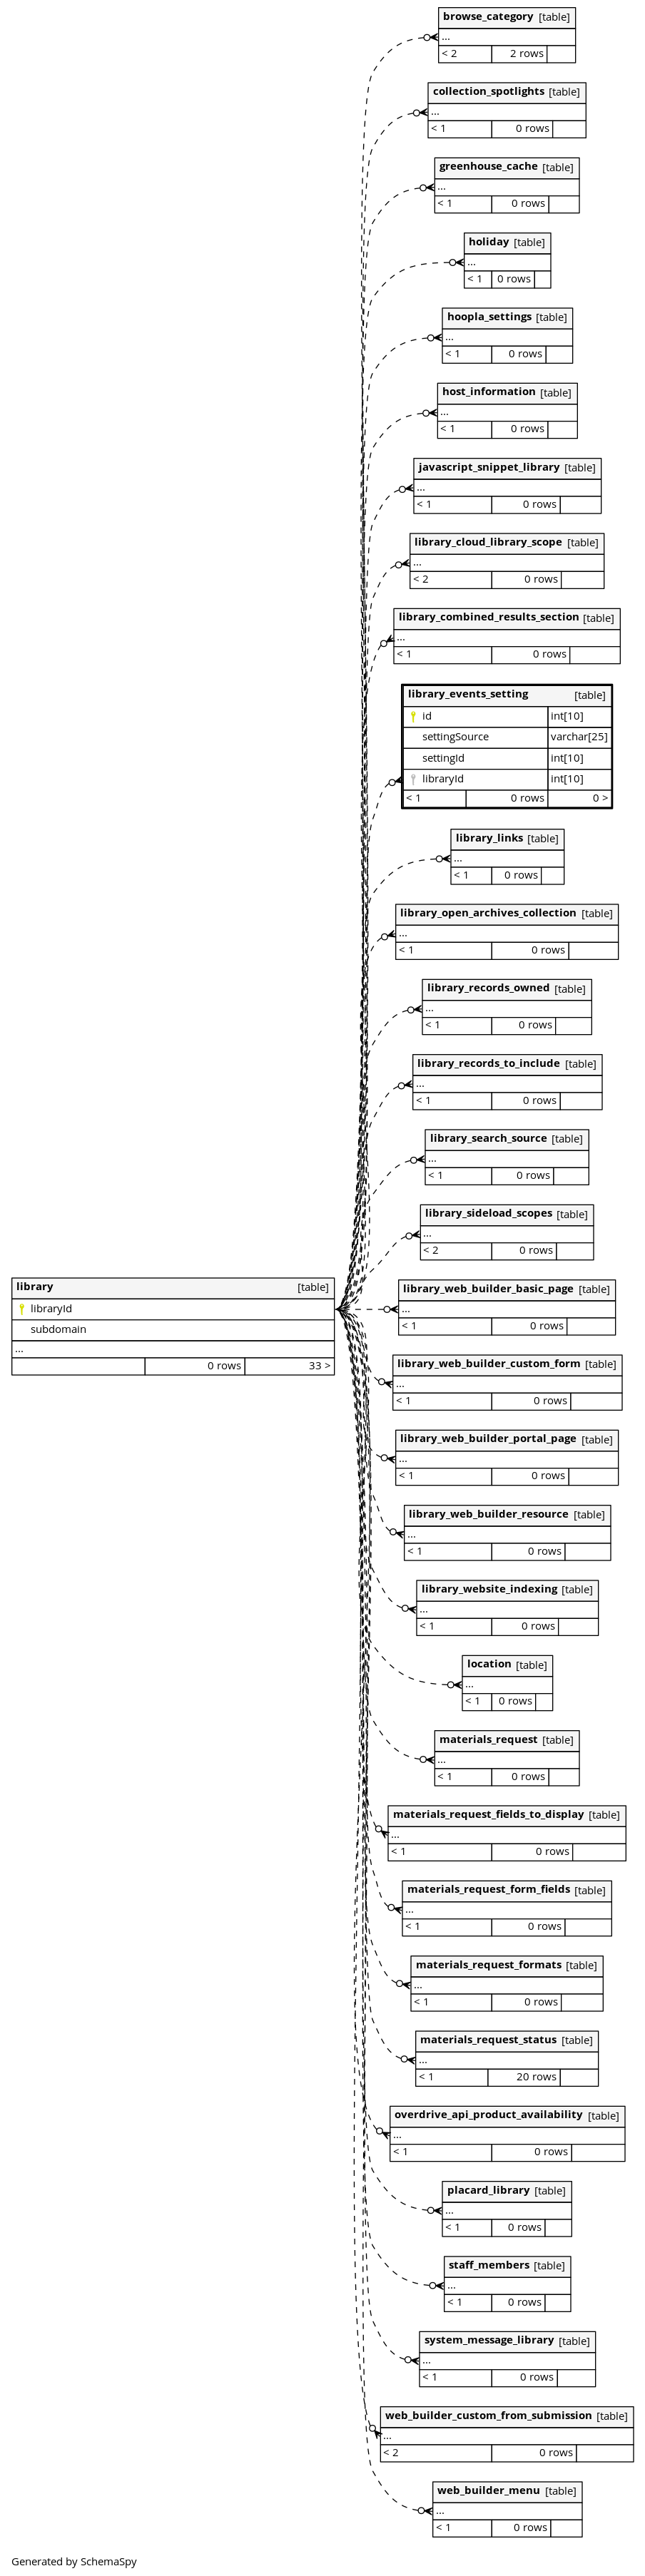 browse_category [table]
...
< 2 2 rows
collection_spotlights [table]
...
< 1 0 rows
greenhouse_cache [table]
...
< 1 0 rows
holiday [table]
...
< 1 0 rows
hoopla_settings [table]
...
< 1 0 rows
host_information [table]
...
< 1 0 rows
javascript_snippet_library [table]
...
< 1 0 rows
library_cloud_library_scope [table]
...
< 2 0 rows
library_combined_results_section [table]
...
< 1 0 rows
library_events_setting [table]
id int[10]
settingSource varchar[25]
settingId int[10]
libraryId int[10]
< 1 0 rows 0 >
library_links [table]
...
< 1 0 rows
library_open_archives_collection [table]
...
< 1 0 rows
library_records_owned [table]
...
< 1 0 rows
library_records_to_include [table]
...
< 1 0 rows
library_search_source [table]
...
< 1 0 rows
library_sideload_scopes [table]
...
< 2 0 rows
library [table]
libraryId
subdomain
...
0 rows 33 >
library_web_builder_basic_page [table]
...
< 1 0 rows
library_web_builder_custom_form [table]
...
< 1 0 rows
library_web_builder_portal_page [table]
...
< 1 0 rows
library_web_builder_resource [table]
...
< 1 0 rows
library_website_indexing [table]
...
< 1 0 rows
location [table]
...
< 1 0 rows
materials_request [table]
...
< 1 0 rows
materials_request_fields_to_display [table]
...
< 1 0 rows
materials_request_form_fields [table]
...
< 1 0 rows
materials_request_formats [table]
...
< 1 0 rows
materials_request_status [table]
...
< 1 20 rows
overdrive_api_product_availability [table]
...
< 1 0 rows
placard_library [table]
...
< 1 0 rows
staff_members [table]
...
< 1 0 rows
system_message_library [table]
...
< 1 0 rows
web_builder_custom_from_submission [table]
...
< 2 0 rows
web_builder_menu [table]
...
< 1 0 rows
Generated by SchemaSpy